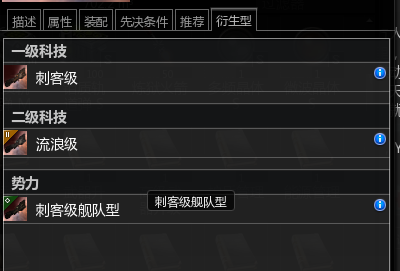 描述 属性 装配 先决条件 推荐 衍生型
一级科技
刺客级
二级科技
流浪级
势力
刺客级舰队型 刺客级舰队型